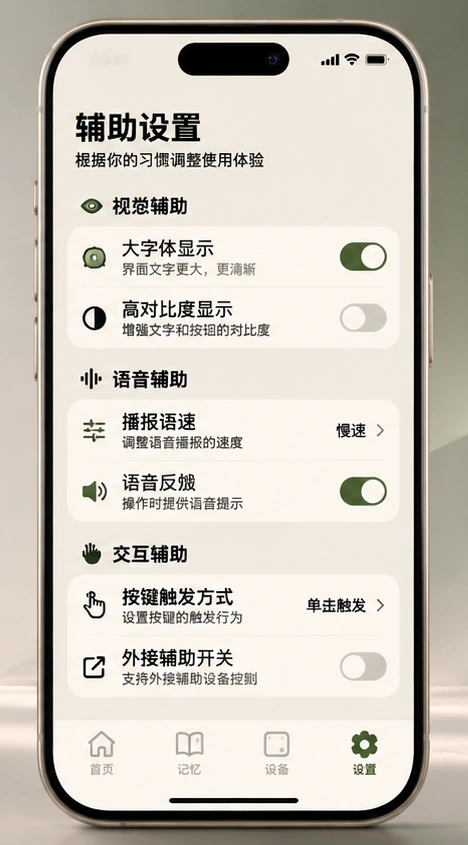 辅助设置
根据你的习惯调整使用体验
视觉辅助
大字体显示
界面文字更大，更清晰
高对比度显示
增强文字和按钮的对比度
语音辅助
播报语速
调整语音播报的速度
慢速
语音反馈
操作时提供语音提示
交互辅助
按键触发方式
设置按键的触发行为
单击触发
外接辅助开关
支持外接辅助设备控制
首页
记忆
设备
设置